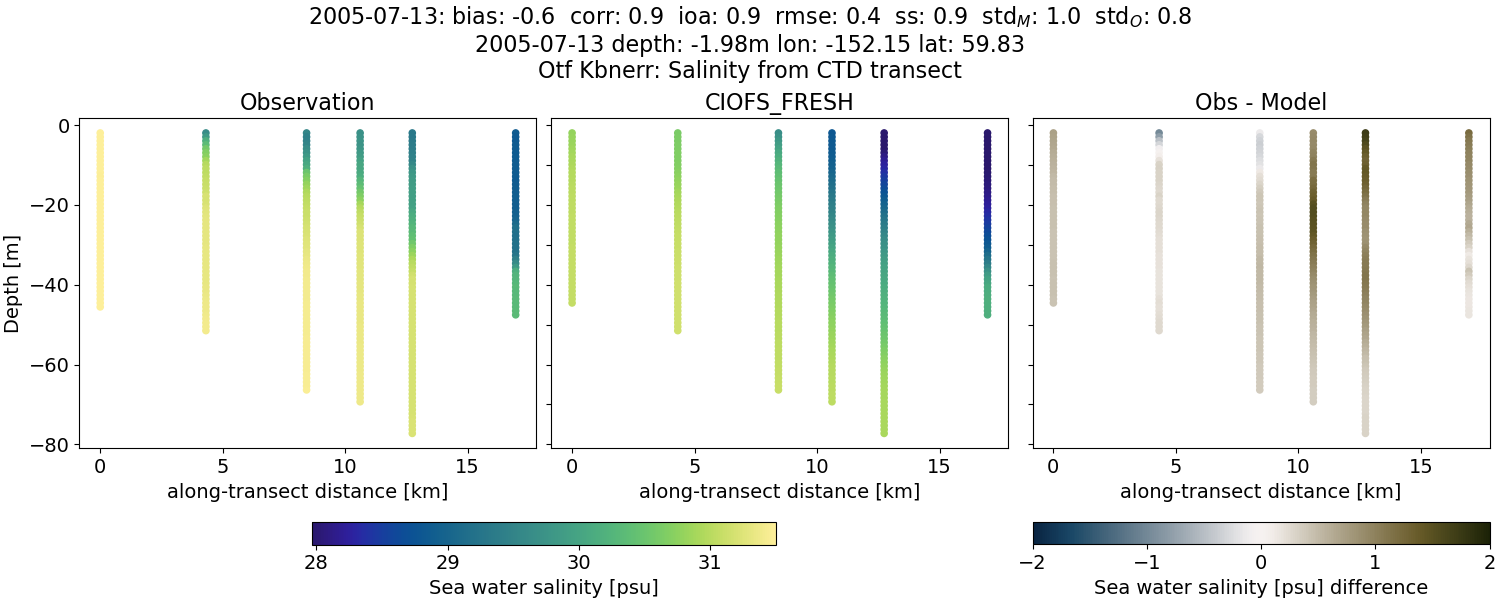 2005-07-13: bias: -0.6 corr: 0.9 ioa: 0.9 rmse: 0.4 ss: 0.9 std_M: 1.0 std_O: 0.8
2005-07-13 depth: -1.98m lon: -152.15 lat: 59.83
Otf Kbnerr: Salinity from CTD transect
Observation
CIOFS_FRESH
Obs - Model
0
−20
−40
−60
−80
Depth [m]
0 5 10 15
0 5 10 15
0 5 10 15
along-transect distance [km]
along-transect distance [km]
along-transect distance [km]
28 29 30 31
Sea water salinity [psu]
−2 −1 0 1 2
Sea water salinity [psu] difference